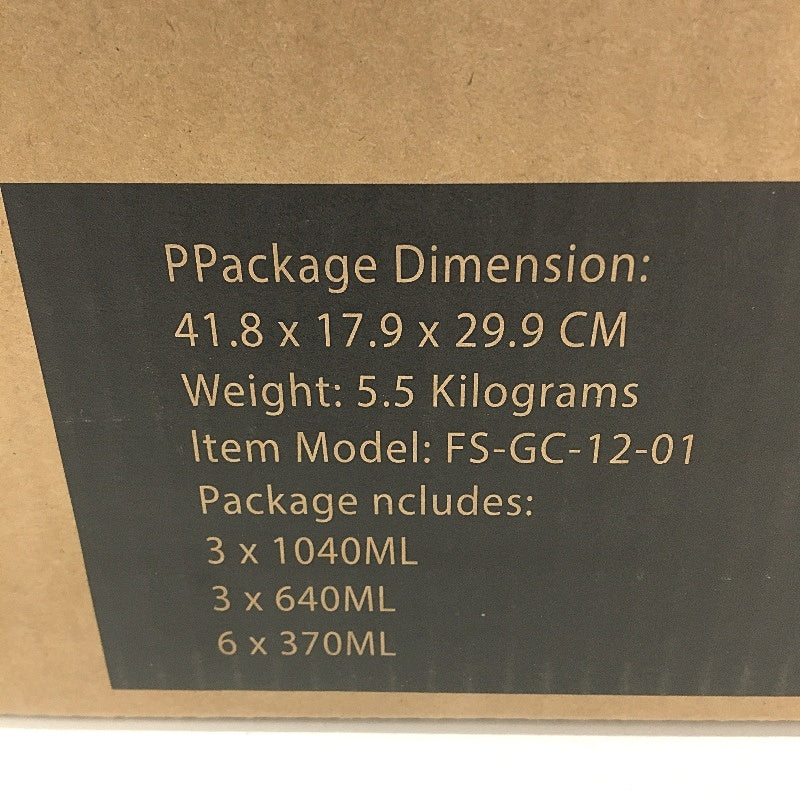 PPackage Dimension:
41.8 x 17.9 x 29.9 CM
Weight: 5.5 Kilograms
Item Model: FS-GC-12-01
Package ncludes:
3 x 1040ML
3 x 640ML
6 x 370ML